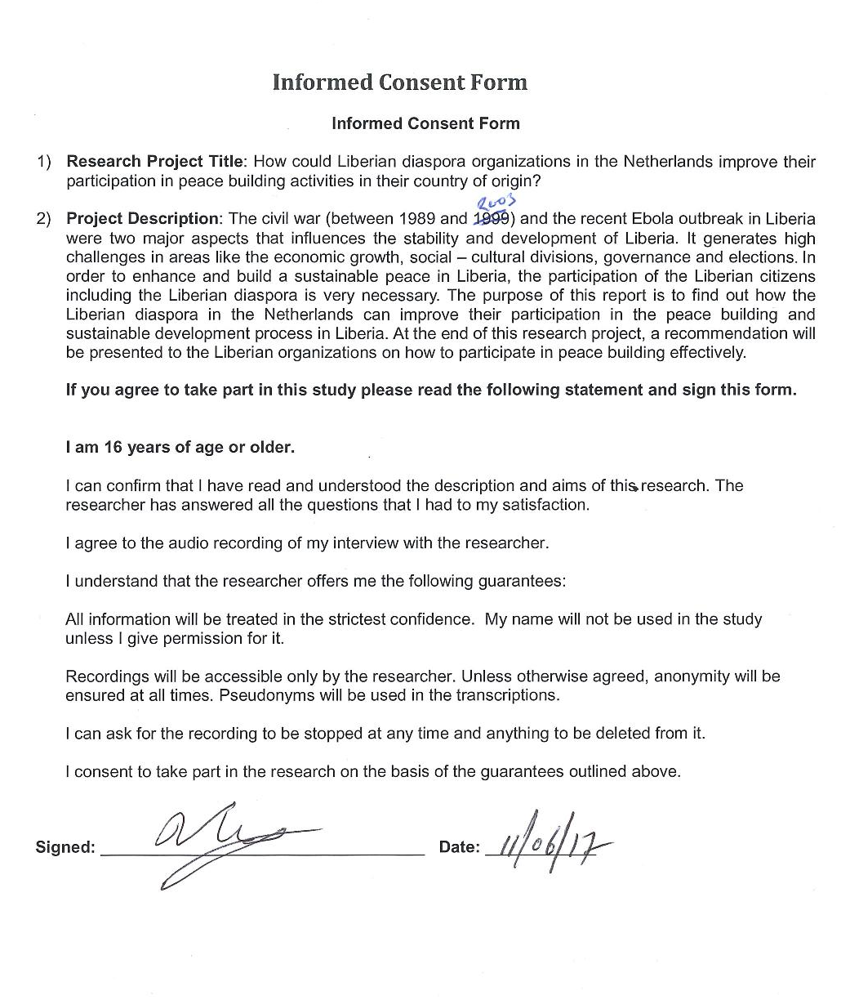 Informed Consent Form
Informed Consent Form
1) Research Project Title: How could Liberian diaspora organizations in the Netherlands improve their
participation in peace building activities in their country of origin?
2003
2) Project Description: The civil war (between 1989 and 1999) and the recent Ebola outbreak in Liberia
were two major aspects that influences the stability and development of Liberia. It generates high
challenges in areas like the economic growth, social – cultural divisions, governance and elections. In
order to enhance and build a sustainable peace in Liberia, the participation of the Liberian citizens
including the Liberian diaspora is very necessary. The purpose of this report is to find out how the
Liberian diaspora in the Netherlands can improve their participation in the peace building and
sustainable development process in Liberia. At the end of this research project, a recommendation will
be presented to the Liberian organizations on how to participate in peace building effectively.
If you agree to take part in this study please read the following statement and sign this form.
I am 16 years of age or older.
I can confirm that I have read and understood the description and aims of this research. The
researcher has answered all the questions that I had to my satisfaction.
I agree to the audio recording of my interview with the researcher.
I understand that the researcher offers me the following guarantees:
All information will be treated in the strictest confidence. My name will not be used in the study
unless I give permission for it.
Recordings will be accessible only by the researcher. Unless otherwise agreed, anonymity will be
ensured at all times. Pseudonyms will be used in the transcriptions.
I can ask for the recording to be stopped at any time and anything to be deleted from it.
I consent to take part in the research on the basis of the guarantees outlined above.
Signed: Date: 11/06/17